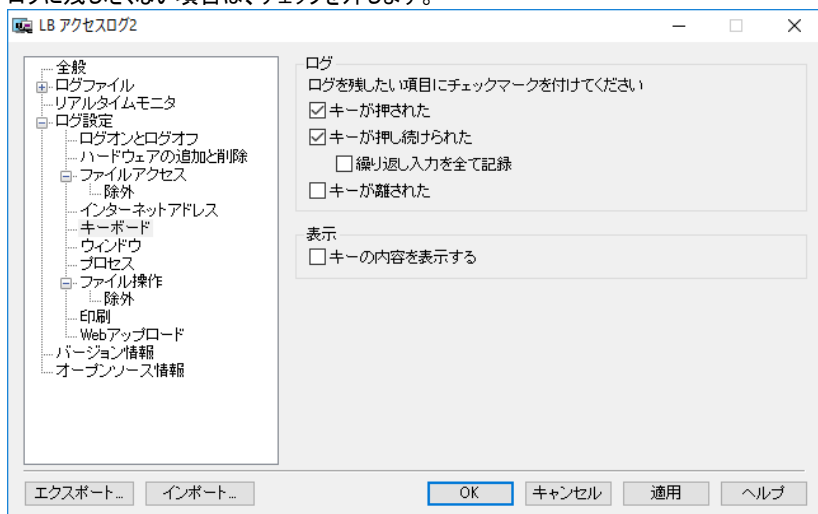 ログに残したくない項目は、チェックを外します。
LB アクセスログ2
全般
ログファイル
リアルタイムモニタ
ログ設定
ログオンとログオフ
ハードウェアの追加と削除
ファイルアクセス
除外
インターネットアドレス
キーボード
ウィンドウ
プロセス
ファイル操作
除外
印刷
Webアップロード
バージョン情報
オープンソース情報
ログ
ログを残したい項目にチェックマークを付けてください
キーが押された
キーが押し続けられた
繰り返し入力を全て記録
キーが離された
表示
キーの内容を表示する
エクスポート...
インポート...
OK
キャンセル
適用
ヘルプ